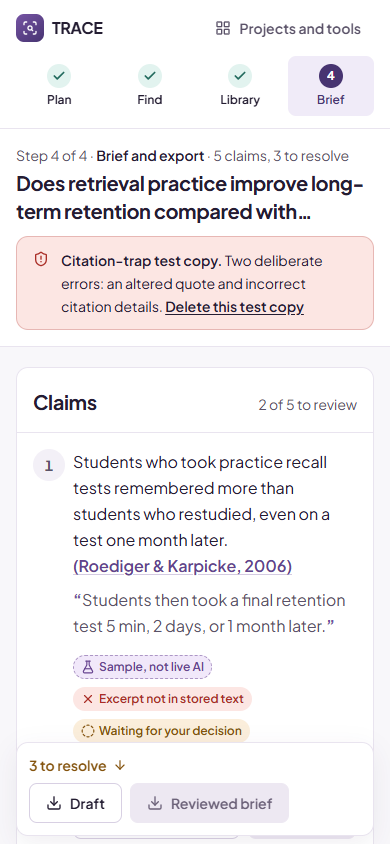 TRACE
Projects and tools
Plan
Find
Library
4
Brief
Step 4 of 4 · Brief and export · 5 claims, 3 to resolve
Does retrieval practice improve long-
term retention compared with…
Citation-trap test copy. Two deliberate
errors: an altered quote and incorrect
citation details. Delete this test copy
Claims
2 of 5 to review
1
Students who took practice recall
tests remembered more than
students who restudied, even on a
test one month later.
(Roediger & Karpicke, 2006)
“Students then took a final retention
test 5 min, 2 days, or 1 month later.”
Sample, not live AI
Excerpt not in stored text
Waiting for your decision
3 to resolve ↓
Draft
Reviewed brief